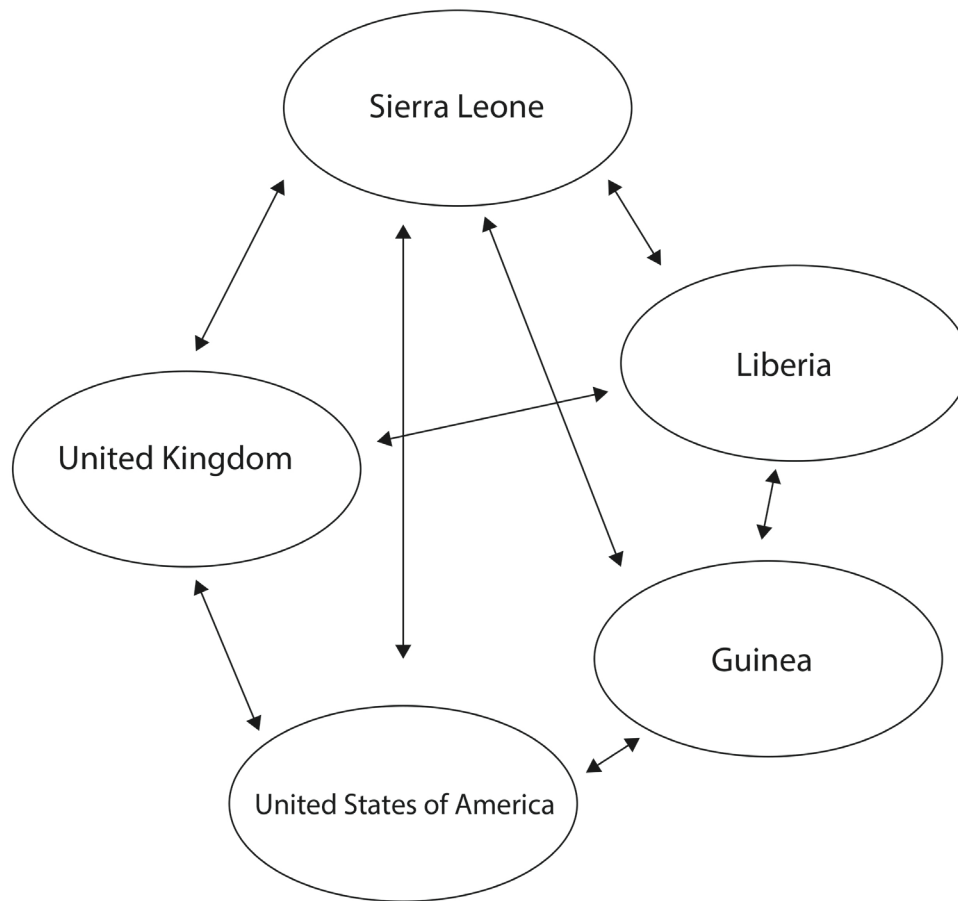 Sierra Leone
Liberia
United Kingdom
Guinea
United States of America